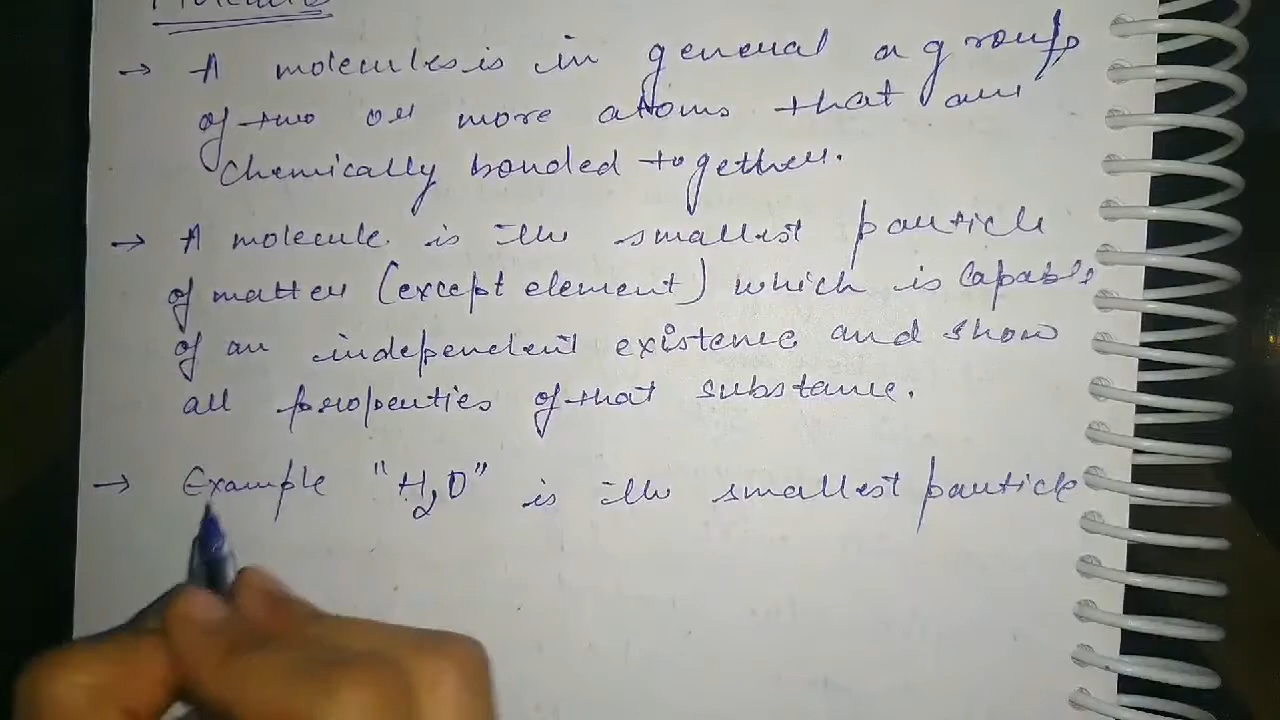 → A molecules is in general a group
of two or more atoms that are
chemically bonded together.
→ A molecule is the smallest particle
of matter (except element) which is Capable
of an independent existence and show
all properties of that substance.
→ Example "H₂O" is the smallest particle